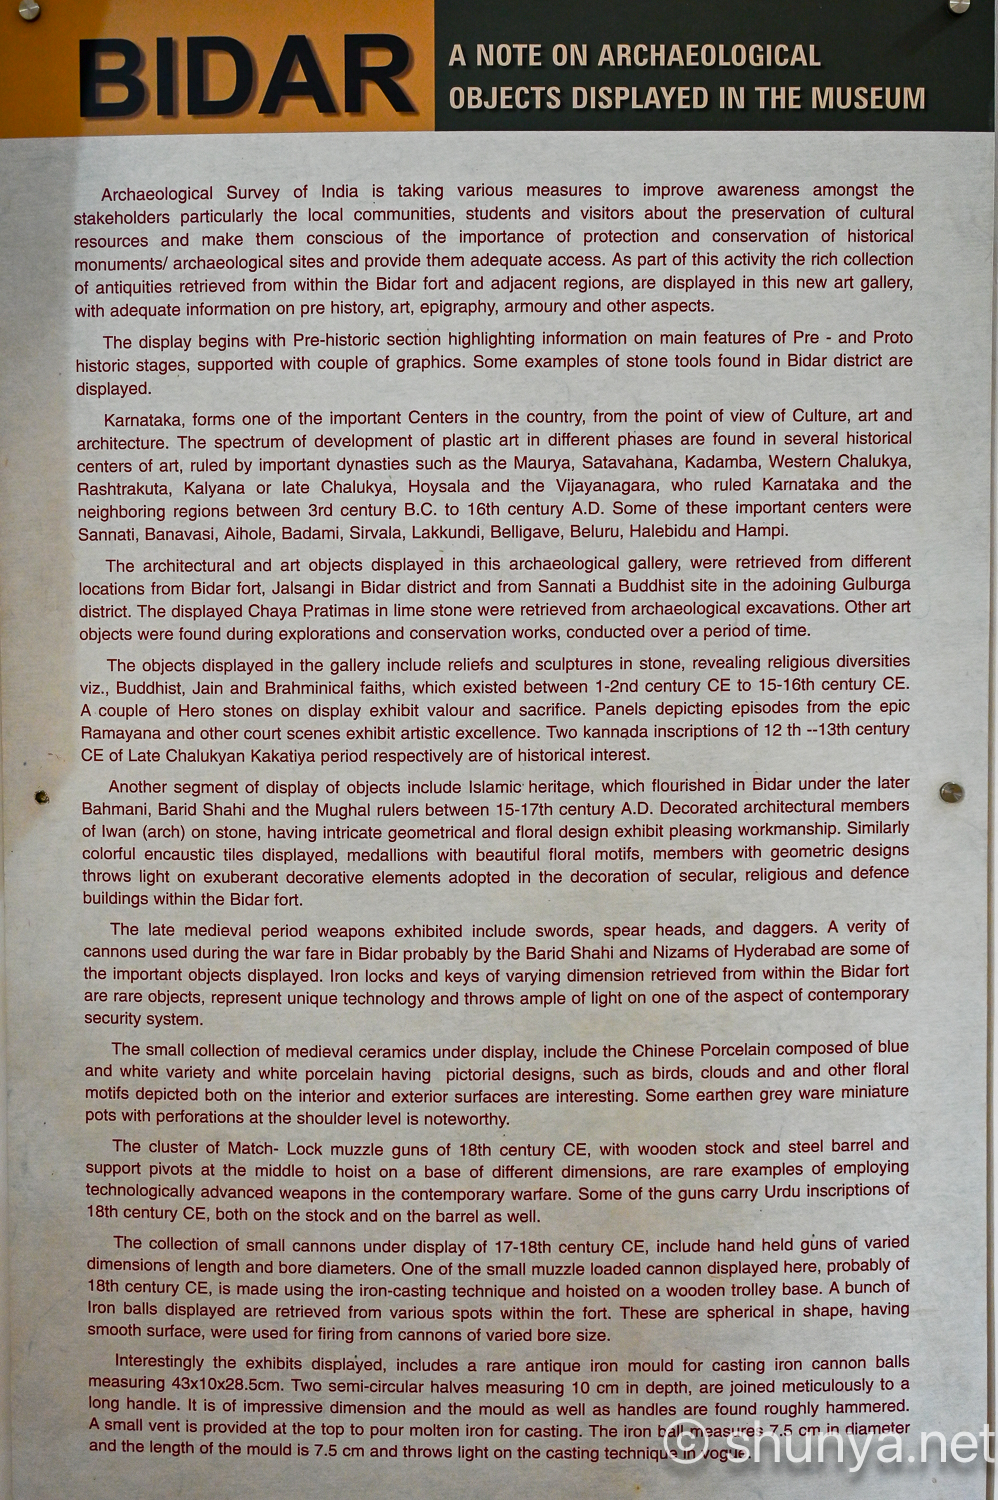 BIDAR
A NOTE ON ARCHAEOLOGICAL
OBJECTS DISPLAYED IN THE MUSEUM
Archaeological Survey of India is taking various measures to improve awareness amongst the
stakeholders particularly the local communities, students and visitors about the preservation of cultural
resources and make them conscious of the importance of protection and conservation of historical
monuments/ archaeological sites and provide them adequate access. As part of this activity the rich collection
of antiquities retrieved from within the Bidar fort and adjacent regions, are displayed in this new art gallery,
with adequate information on pre history, art, epigraphy, armoury and other aspects.
The display begins with Pre-historic section highlighting information on main features of Pre - and Proto
historic stages, supported with couple of graphics. Some examples of stone tools found in Bidar district are
displayed.
Karnataka, forms one of the important Centers in the country, from the point of view of Culture, art and
architecture. The spectrum of development of plastic art in different phases are found in several historical
centers of art, ruled by important dynasties such as the Maurya, Satavahana, Kadamba, Western Chalukya,
Rashtrakuta, Kalyana or late Chalukya, Hoysala and the Vijayanagara, who ruled Karnataka and the
neighboring regions between 3rd century B.C. to 16th century A.D. Some of these important centers were
Sannati, Banavasi, Aihole, Badami, Sirvala, Lakkundi, Belligave, Beluru, Halebidu and Hampi.
The architectural and art objects displayed in this archaeological gallery, were retrieved from different
locations from Bidar fort, Jalsangi in Bidar district and from Sannati a Buddhist site in the adoining Gulburga
district. The displayed Chaya Pratimas in lime stone were retrieved from archaeological excavations. Other art
objects were found during explorations and conservation works, conducted over a period of time.
The objects displayed in the gallery include reliefs and sculptures in stone, revealing religious diversities
viz., Buddhist, Jain and Brahminical faiths, which existed between 1-2nd century CE to 15-16th century CE.
A couple of Hero stones on display exhibit valour and sacrifice. Panels depicting episodes from the epic
Ramayana and other court scenes exhibit artistic excellence. Two kannada inscriptions of 12 th --13th century
CE of Late Chalukyan Kakatiya period respectively are of historical interest.
Another segment of display of objects include Islamic heritage, which flourished in Bidar under the later
Bahmani, Barid Shahi and the Mughal rulers between 15-17th century A.D. Decorated architectural members
of Iwan (arch) on stone, having intricate geometrical and floral design exhibit pleasing workmanship. Similarly
colorful encaustic tiles displayed, medallions with beautiful floral motifs, members with geometric designs
throws light on exuberant decorative elements adopted in the decoration of secular, religious and defence
buildings within the Bidar fort.
The late medieval period weapons exhibited include swords, spear heads, and daggers. A verity of
cannons used during the war fare in Bidar probably by the Barid Shahi and Nizams of Hyderabad are some of
the important objects displayed. Iron locks and keys of varying dimension retrieved from within the Bidar fort
are rare objects, represent unique technology and throws ample of light on one of the aspect of contemporary
security system.
The small collection of medieval ceramics under display, include the Chinese Porcelain composed of blue
and white variety and white porcelain having pictorial designs, such as birds, clouds and and other floral
motifs depicted both on the interior and exterior surfaces are interesting. Some earthen grey ware miniature
pots with perforations at the shoulder level is noteworthy.
The cluster of Match- Lock muzzle guns of 18th century CE, with wooden stock and steel barrel and
support pivots at the middle to hoist on a base of different dimensions, are rare examples of employing
technologically advanced weapons in the contemporary warfare. Some of the guns carry Urdu inscriptions of
18th century CE, both on the stock and on the barrel as well.
The collection of small cannons under display of 17-18th century CE, include hand held guns of varied
dimensions of length and bore diameters. One of the small muzzle loaded cannon displayed here, probably of
18th century CE, is made using the iron-casting technique and hoisted on a wooden trolley base. A bunch of
Iron balls displayed are retrieved from various spots within the fort. These are spherical in shape, having
smooth surface, were used for firing from cannons of varied bore size.
Interestingly the exhibits displayed, includes a rare antique iron mould for casting iron cannon balls
measuring 43x10x28.5cm. Two semi-circular halves measuring 10 cm in depth, are joined meticulously to a
long handle. It is of impressive dimension and the mould as well as handles are found roughly hammered.
A small vent is provided at the top to pour molten iron for casting. The iron ball measures 7.5 cm in diameter
and the length of the mould is 7.5 cm and throws light on the casting technique in vogue.
© shunya.net